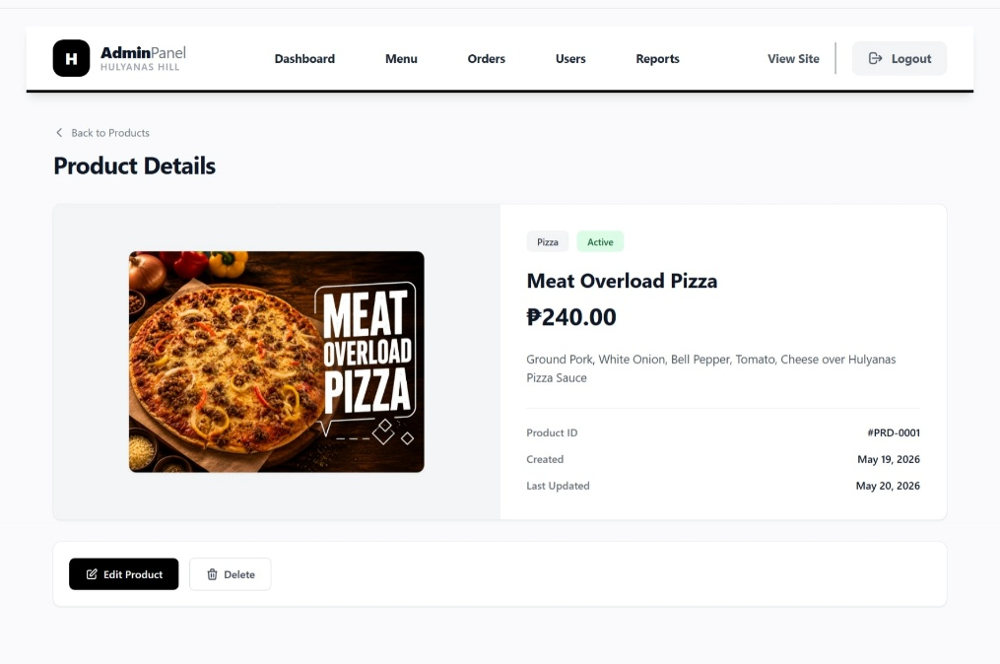 H
AdminPanel
HULYANAS HILL
Dashboard
Menu
Orders
Users
Reports
View Site
Logout
Back to Products
Product Details
MEAT
OVERLOAD
PIZZA
Pizza
Active
Meat Overload Pizza
₱240.00
Ground Pork, White Onion, Bell Pepper, Tomato, Cheese over Hulyanas
Pizza Sauce
Product ID #PRD-0001
Created May 19, 2026
Last Updated May 20, 2026
Edit Product
Delete